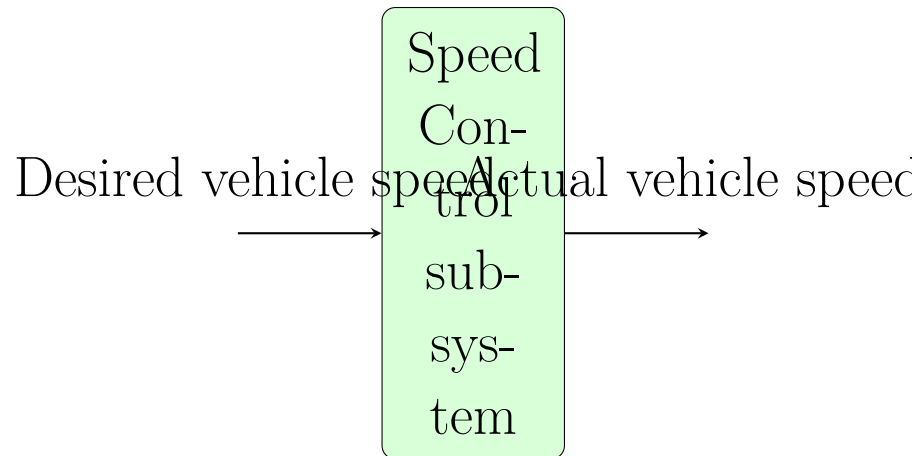 Desired vehicle speed
Speed
Con-
trol
sub-
sys-
tem
Actual vehicle speed